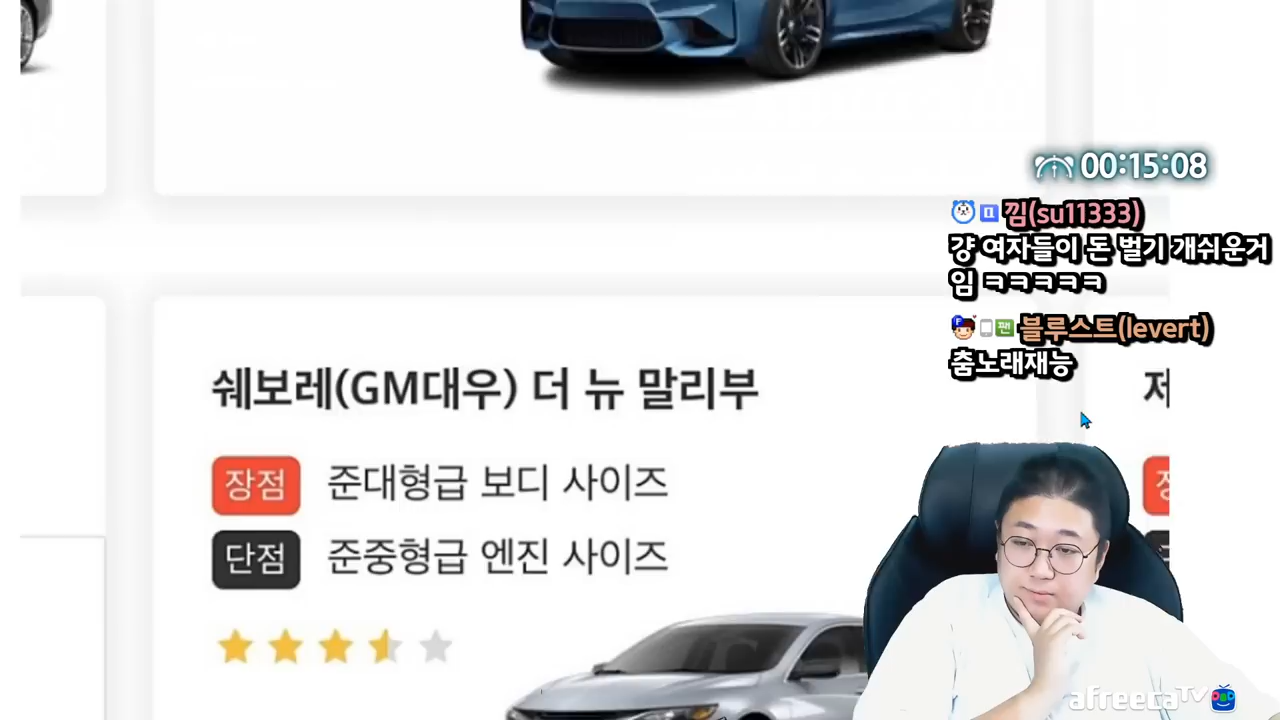 00:15:08
낌(su11333)
걍 여자들이 돈 벌기 개쉬운거
임 ㅋㅋㅋㅋㅋ
팬 블루스트(levert)
춤노래재능
쉐보레(GM대우) 더 뉴 말리부
제
장점 준대형급 보디 사이즈
단점 준중형급 엔진 사이즈
afreecaTV